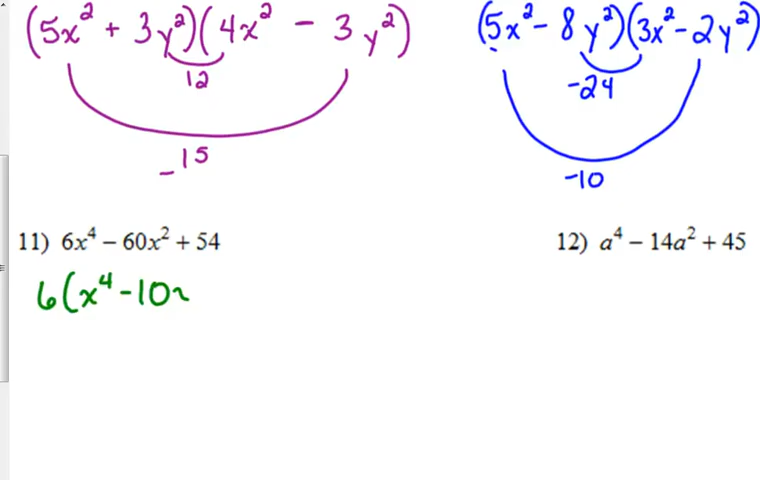 (5x² + 3y²)(4x² - 3y²)
12
-15
(5x² - 8y²)(3x² - 2y²)
-24
-10
11) 6x⁴ − 60x² + 54
6(x⁴ - 10
12) a⁴ − 14a² + 45